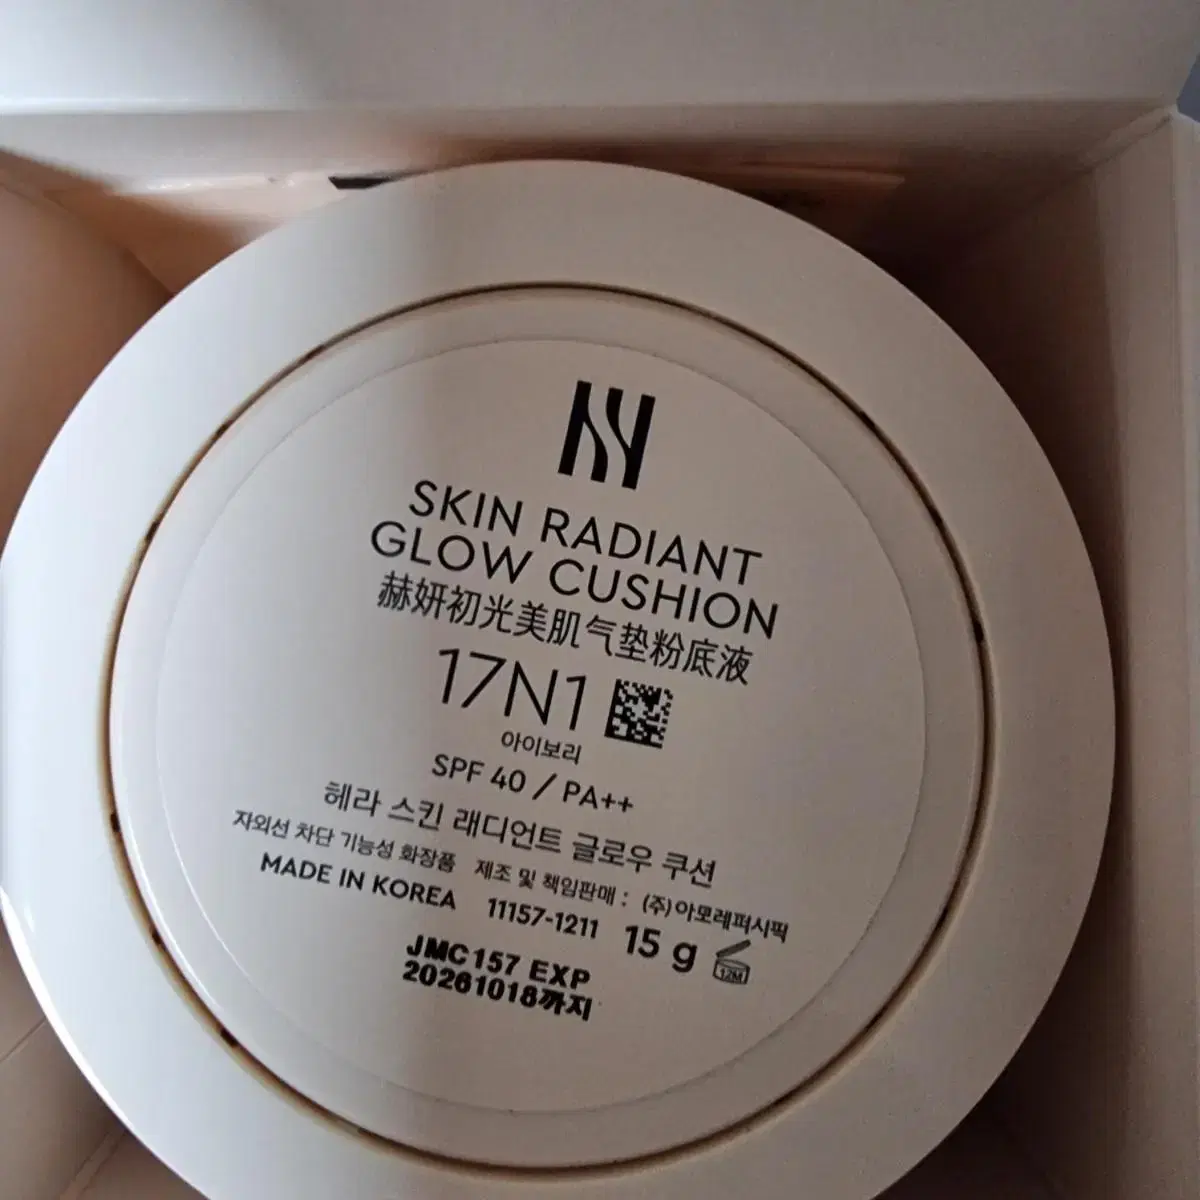 SKIN RADIANT
GLOW CUSHION
赫妍初光美肌气垫粉底液
17N1
아이보리
SPF 40 / PA++
헤라 스킨 래디언트 글로우 쿠션
자외선 차단 기능성 화장품 제조 및 책임판매 : (주)아모레퍼시픽
MADE IN KOREA 11157-1211 15 g 12M
JMC157 EXP
20261018까지